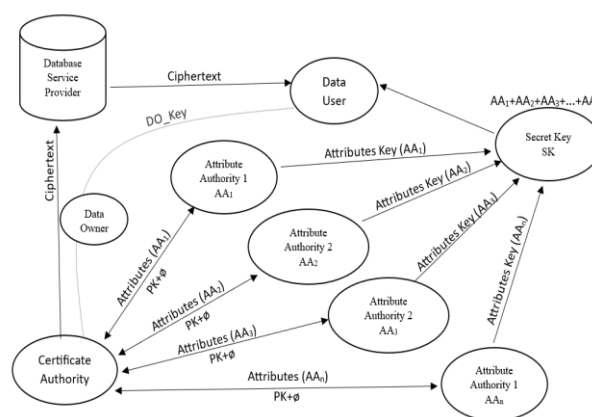 Database
Service
Provider
Ciphertext
Data
User
DO_Key
AA₁+AA₂+AA₃+...+AA
Secret Key
SK
Ciphertext
Data
Owner
Attribute
Authority 1
AA₁
Attributes Key (AA₁)
Attributes Key (AA₂)
Attributes Key (AA₃)
Attributes Key (AAₙ)
Attributes (AA₁)
PK+ø
Attribute
Authority 2
AA₂
Attributes (AA₂)
PK+ø
Attribute
Authority 2
AA₃
Attributes (AA₃)
PK+ø
Certificate
Authority
Attributes (AAₙ)
PK+ø
Attribute
Authority 1
AAₙ